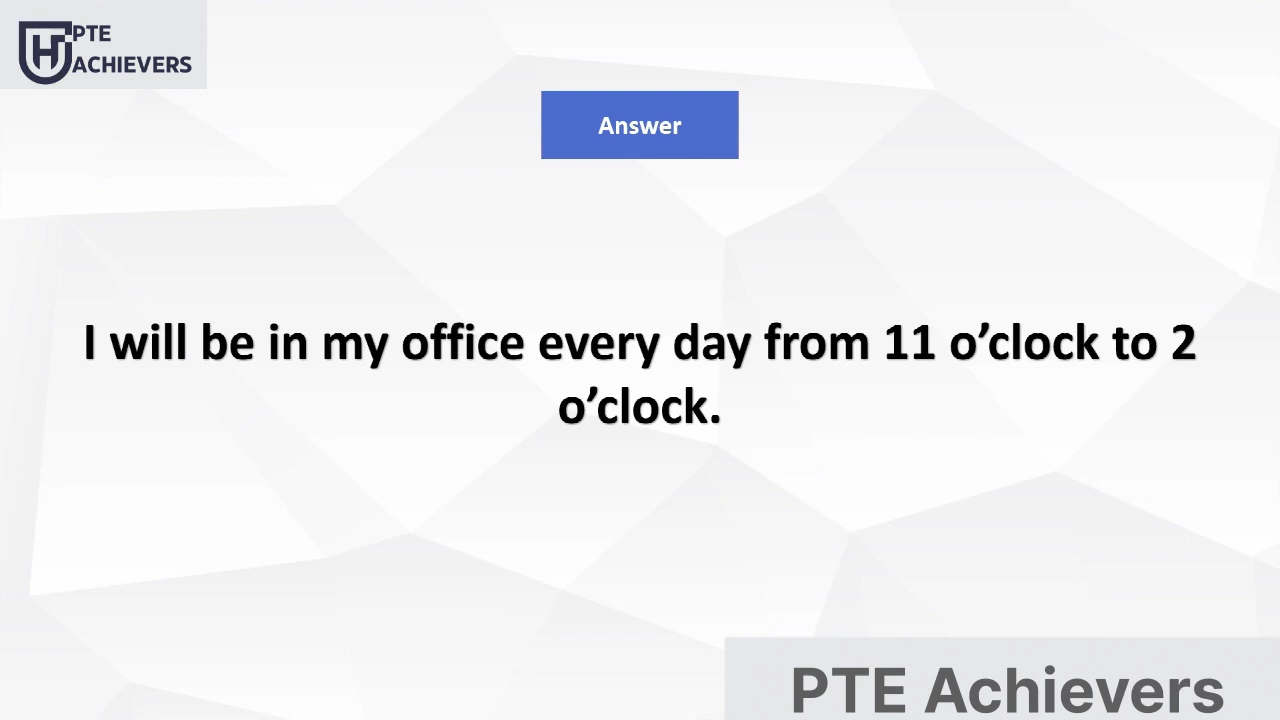 PTE
ACHIEVERS
Answer
I will be in my office every day from 11 o’clock to 2
o’clock.
PTE Achievers